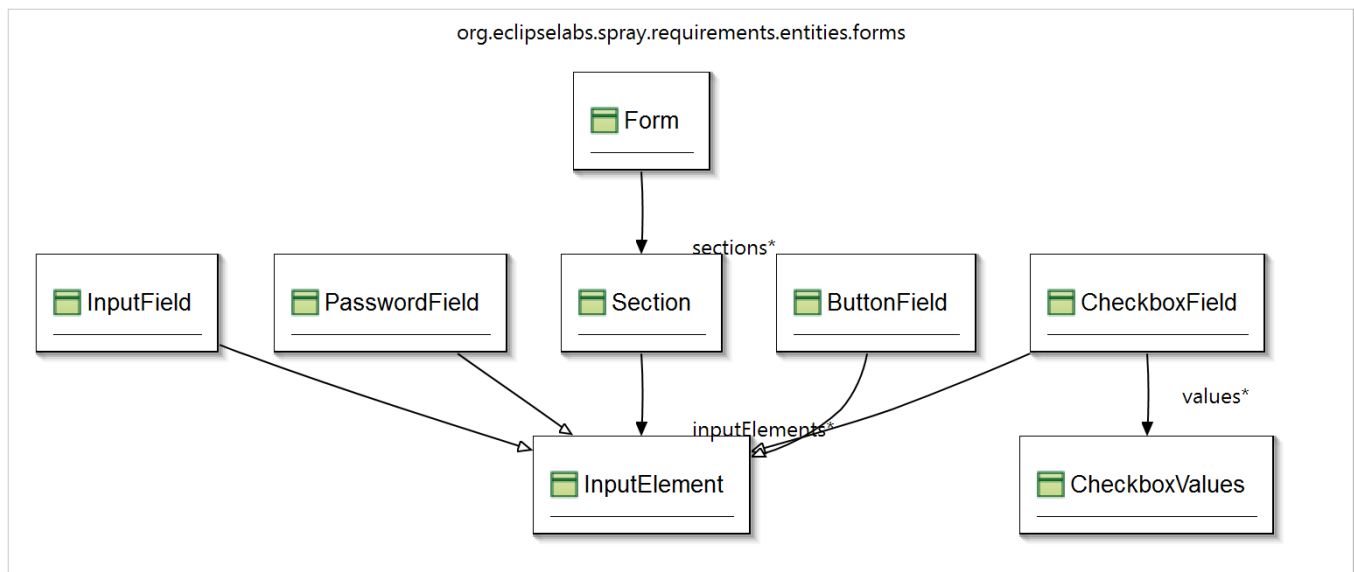 org.eclipselabs.spray.requirements.entities.forms
Form
sections*
InputField
PasswordField
Section
ButtonField
CheckboxField
values*
inputElements*
InputElement
CheckboxValues